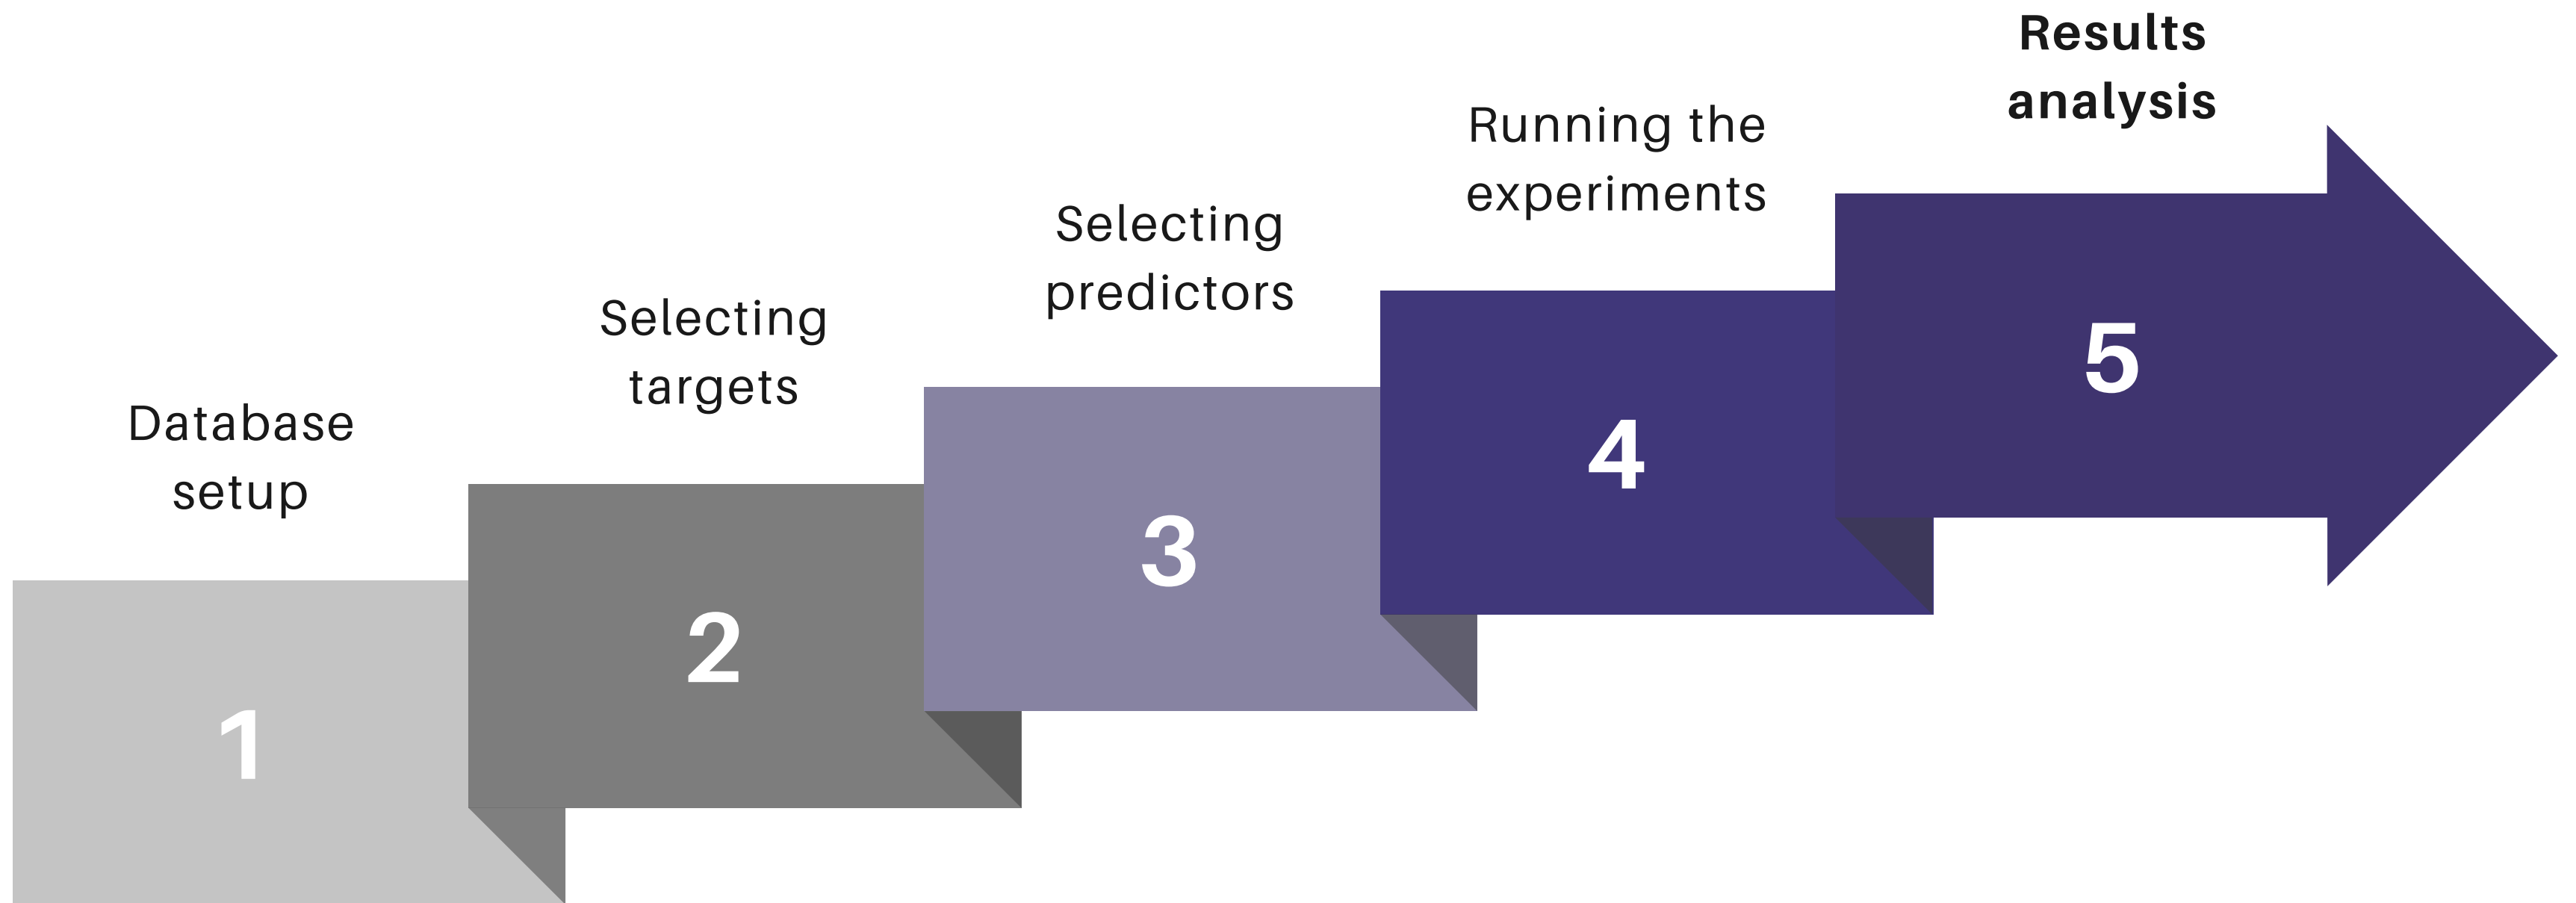 Database
setup
1
Selecting
targets
2
Selecting
predictors
3
Running the
experiments
4
Results
analysis
5